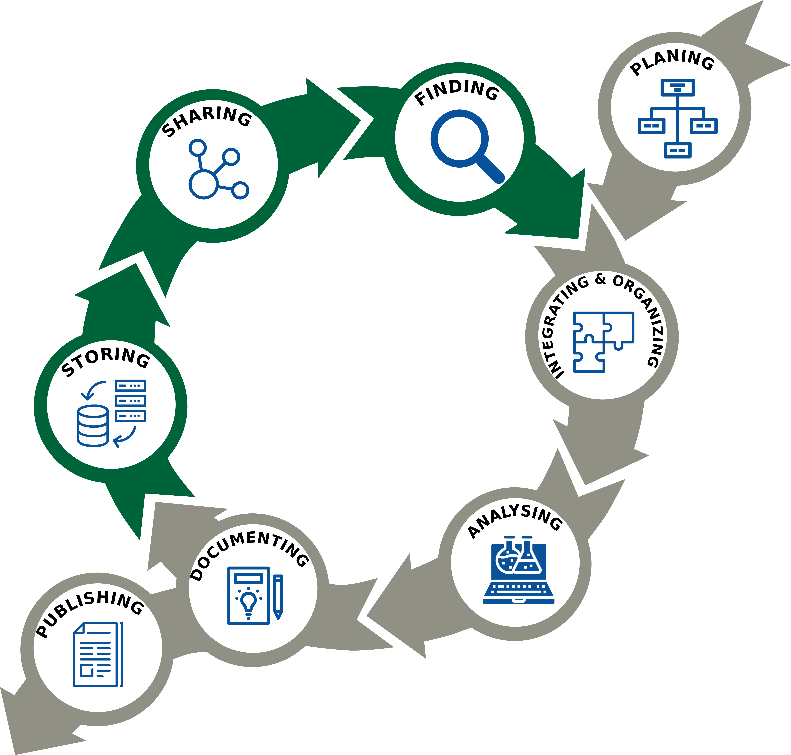 PLANING
FINDING
SHARING
INTEGRATING & ORGANIZING
STORING
ANALYSING
DOCUMENTING
PUBLISHING